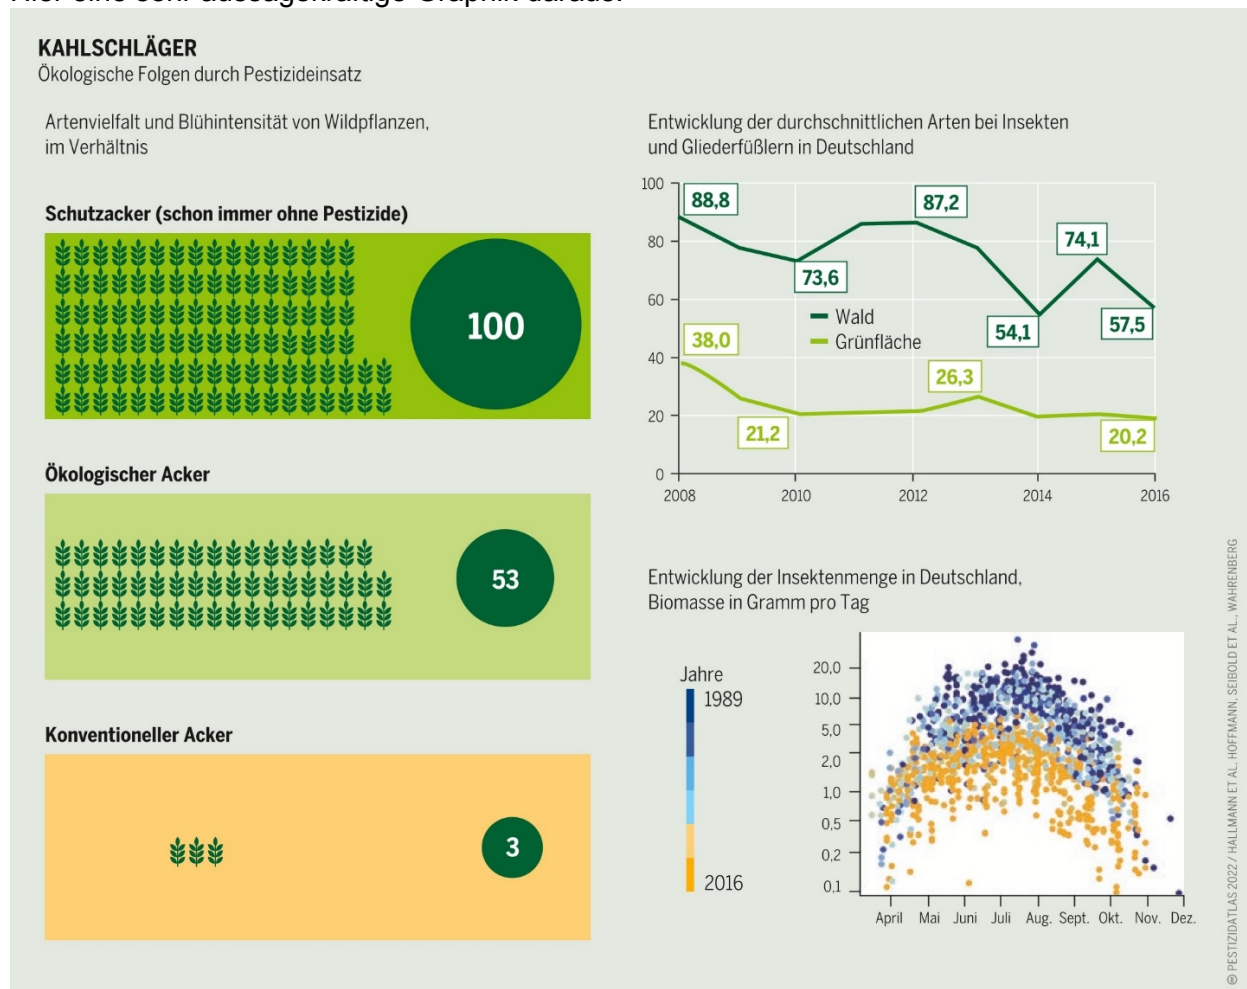 Hier eine sehr aussagekräftige Graphik daraus:
KAHLSCHLÄGER
Ökologische Folgen durch Pestizideinsatz
Artenvielfalt und Blühintensität von Wildpflanzen,
im Verhältnis
Schutzacker (schon immer ohne Pestizide)
100
Ökologischer Acker
53
Konventioneller Acker
3
Entwicklung der durchschnittlichen Arten bei Insekten
und Gliederfüßlern in Deutschland
100
80
60
40
20
0
88,8
87,2
74,1
73,6
57,5
54,1
Wald
Grünfläche
38,0
26,3
21,2
20,2
2008 2010 2012 2014 2016
Entwicklung der Insektenmenge in Deutschland,
Biomasse in Gramm pro Tag
Jahre
1989
2016
20,0
10,0
5,0
2,0
1,0
0,5
0,2
0,1
April Mai Juni Juli Aug. Sept. Okt. Nov. Dez.
PESTIZIDATLAS 2022 / HALLMANN ET AL. HOFFMANN, SEIBOLD ET AL., WAHRENBERG